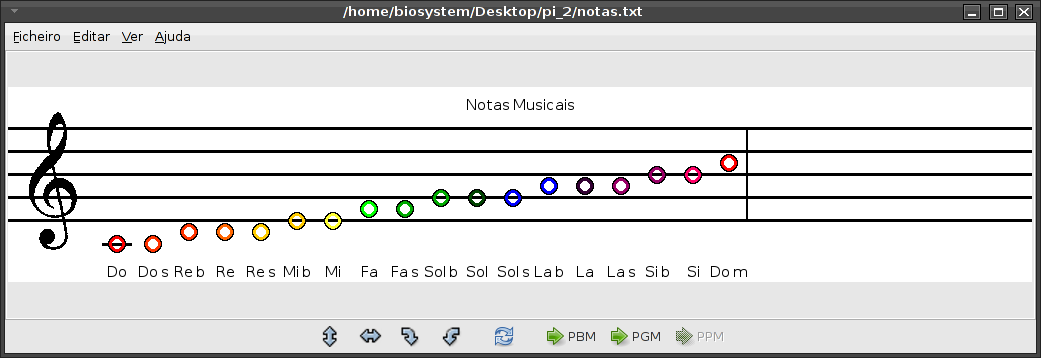 /home/biosystem/Desktop/pi_2/notas.txt
Ficheiro Editar Ver Ajuda
Notas Musicais
Do Dos Reb Re Res Mib Mi Fa Fas Solb Sol Sols Lab La Las Sib Si Dom
PBM PGM PPM